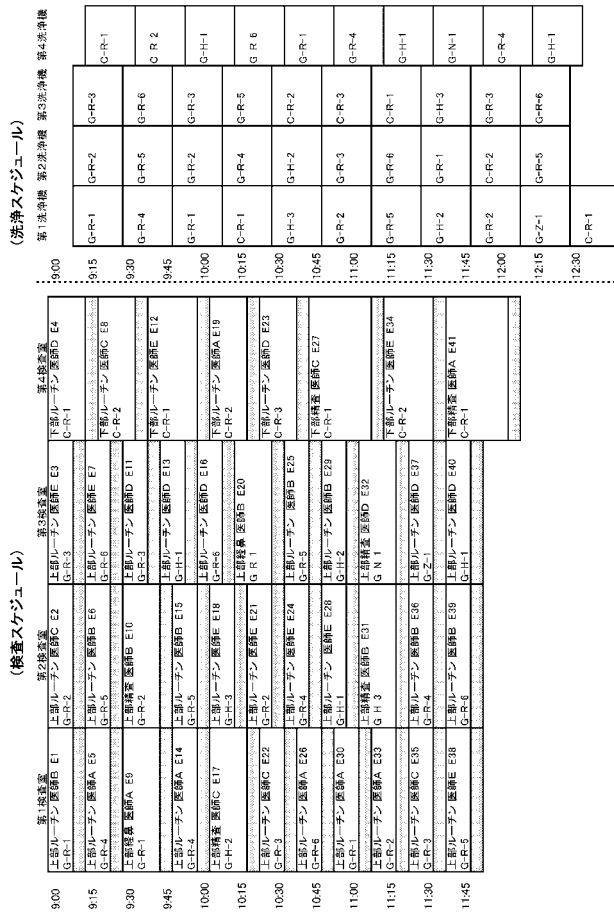 (検査スケジュール)
第1検査室 第2検査室 第3検査室 第4検査室
9:00
9:15
9:30
9:45
10:00
10:15
10:30
10:45
11:00
11:15
11:30
11:45
上部ルーチン 医師B E1
G-R-1
上部ルーチン 医師A E5
G-R-4
上部経鼻 医師A E9
G-R-1
上部ルーチン 医師A E14
G-R-4
上部精査 医師C E17
G-H-2
上部ルーチン 医師C E22
G-R-3
上部ルーチン 医師A E26
G-R-6
上部ルーチン 医師A E30
G-R-1
上部ルーチン 医師A E33
G-R-2
上部ルーチン 医師C E35
G-R-3
上部ルーチン 医師E E38
G-R-5
上部ルーチン 医師C E2
G-R-2
上部ルーチン 医師B E6
G-R-5
上部精査 医師B E10
G-R-2
上部ルーチン 医師B E15
G-R-5
上部ルーチン 医師E E18
G-H-3
上部ルーチン 医師E E21
G-R-2
上部ルーチン 医師E E24
G-R-4
上部ルーチン 医師E E28
G-H-1
上部精査 医師B E31
G H 3
上部ルーチン 医師B E36
G-R-4
上部ルーチン 医師B E39
G-R-6
上部ルーチン 医師E E3
G-R-3
上部ルーチン 医師E E7
G-R-6
上部ルーチン 医師D E11
G-R-3
上部ルーチン 医師D E13
G-H-1
上部ルーチン 医師D E16
G-R-6
上部経鼻 医師B E20
G R 1
上部ルーチン 医師B E25
G-R-5
上部ルーチン 医師B E29
G-H-2
上部精査 医師D E32
G N 1
上部ルーチン 医師D E37
G-Z-1
上部ルーチン 医師D E40
G-H-1
下部ルーチン 医師D E4
C-R-1
下部ルーチン 医師C E8
C-R-2
下部ルーチン 医師E E12
C-R-1
下部ルーチン 医師A E19
C-R-2
下部ルーチン 医師D E23
C-R-3
下部精査 医師C E27
C-R-1
下部ルーチン 医師E E34
C-R-2
下部精査 医師A E41
C-R-1
(洗浄スケジュール)
第1洗浄機 第2洗浄機 第3洗浄機 第4洗浄機
9:00
9:15
9:30
9:45
10:00
10:15
10:30
10:45
11:00
11:15
11:30
11:45
12:00
12:15
12:30
G-R-1
G-R-4
G-R-1
C-R-1
G-H-3
G-R-2
G-R-5
G-H-2
G-R-2
G-Z-1
C-R-1
G-R-2
G-R-5
G-R-2
G-R-4
G-H-2
C-R-3
G-R-6
G-R-1
C-R-2
G-R-5
G-R-3
G-R-6
G-R-3
G-R-5
C-R-2
G-R-3
C-R-1
G-H-3
G-R-3
G-R-6
C-R-1
C R 2
G-H-1
G R 6
G-R-1
G-R-4
G-H-1
G-N-1
G-R-4
G-H-1